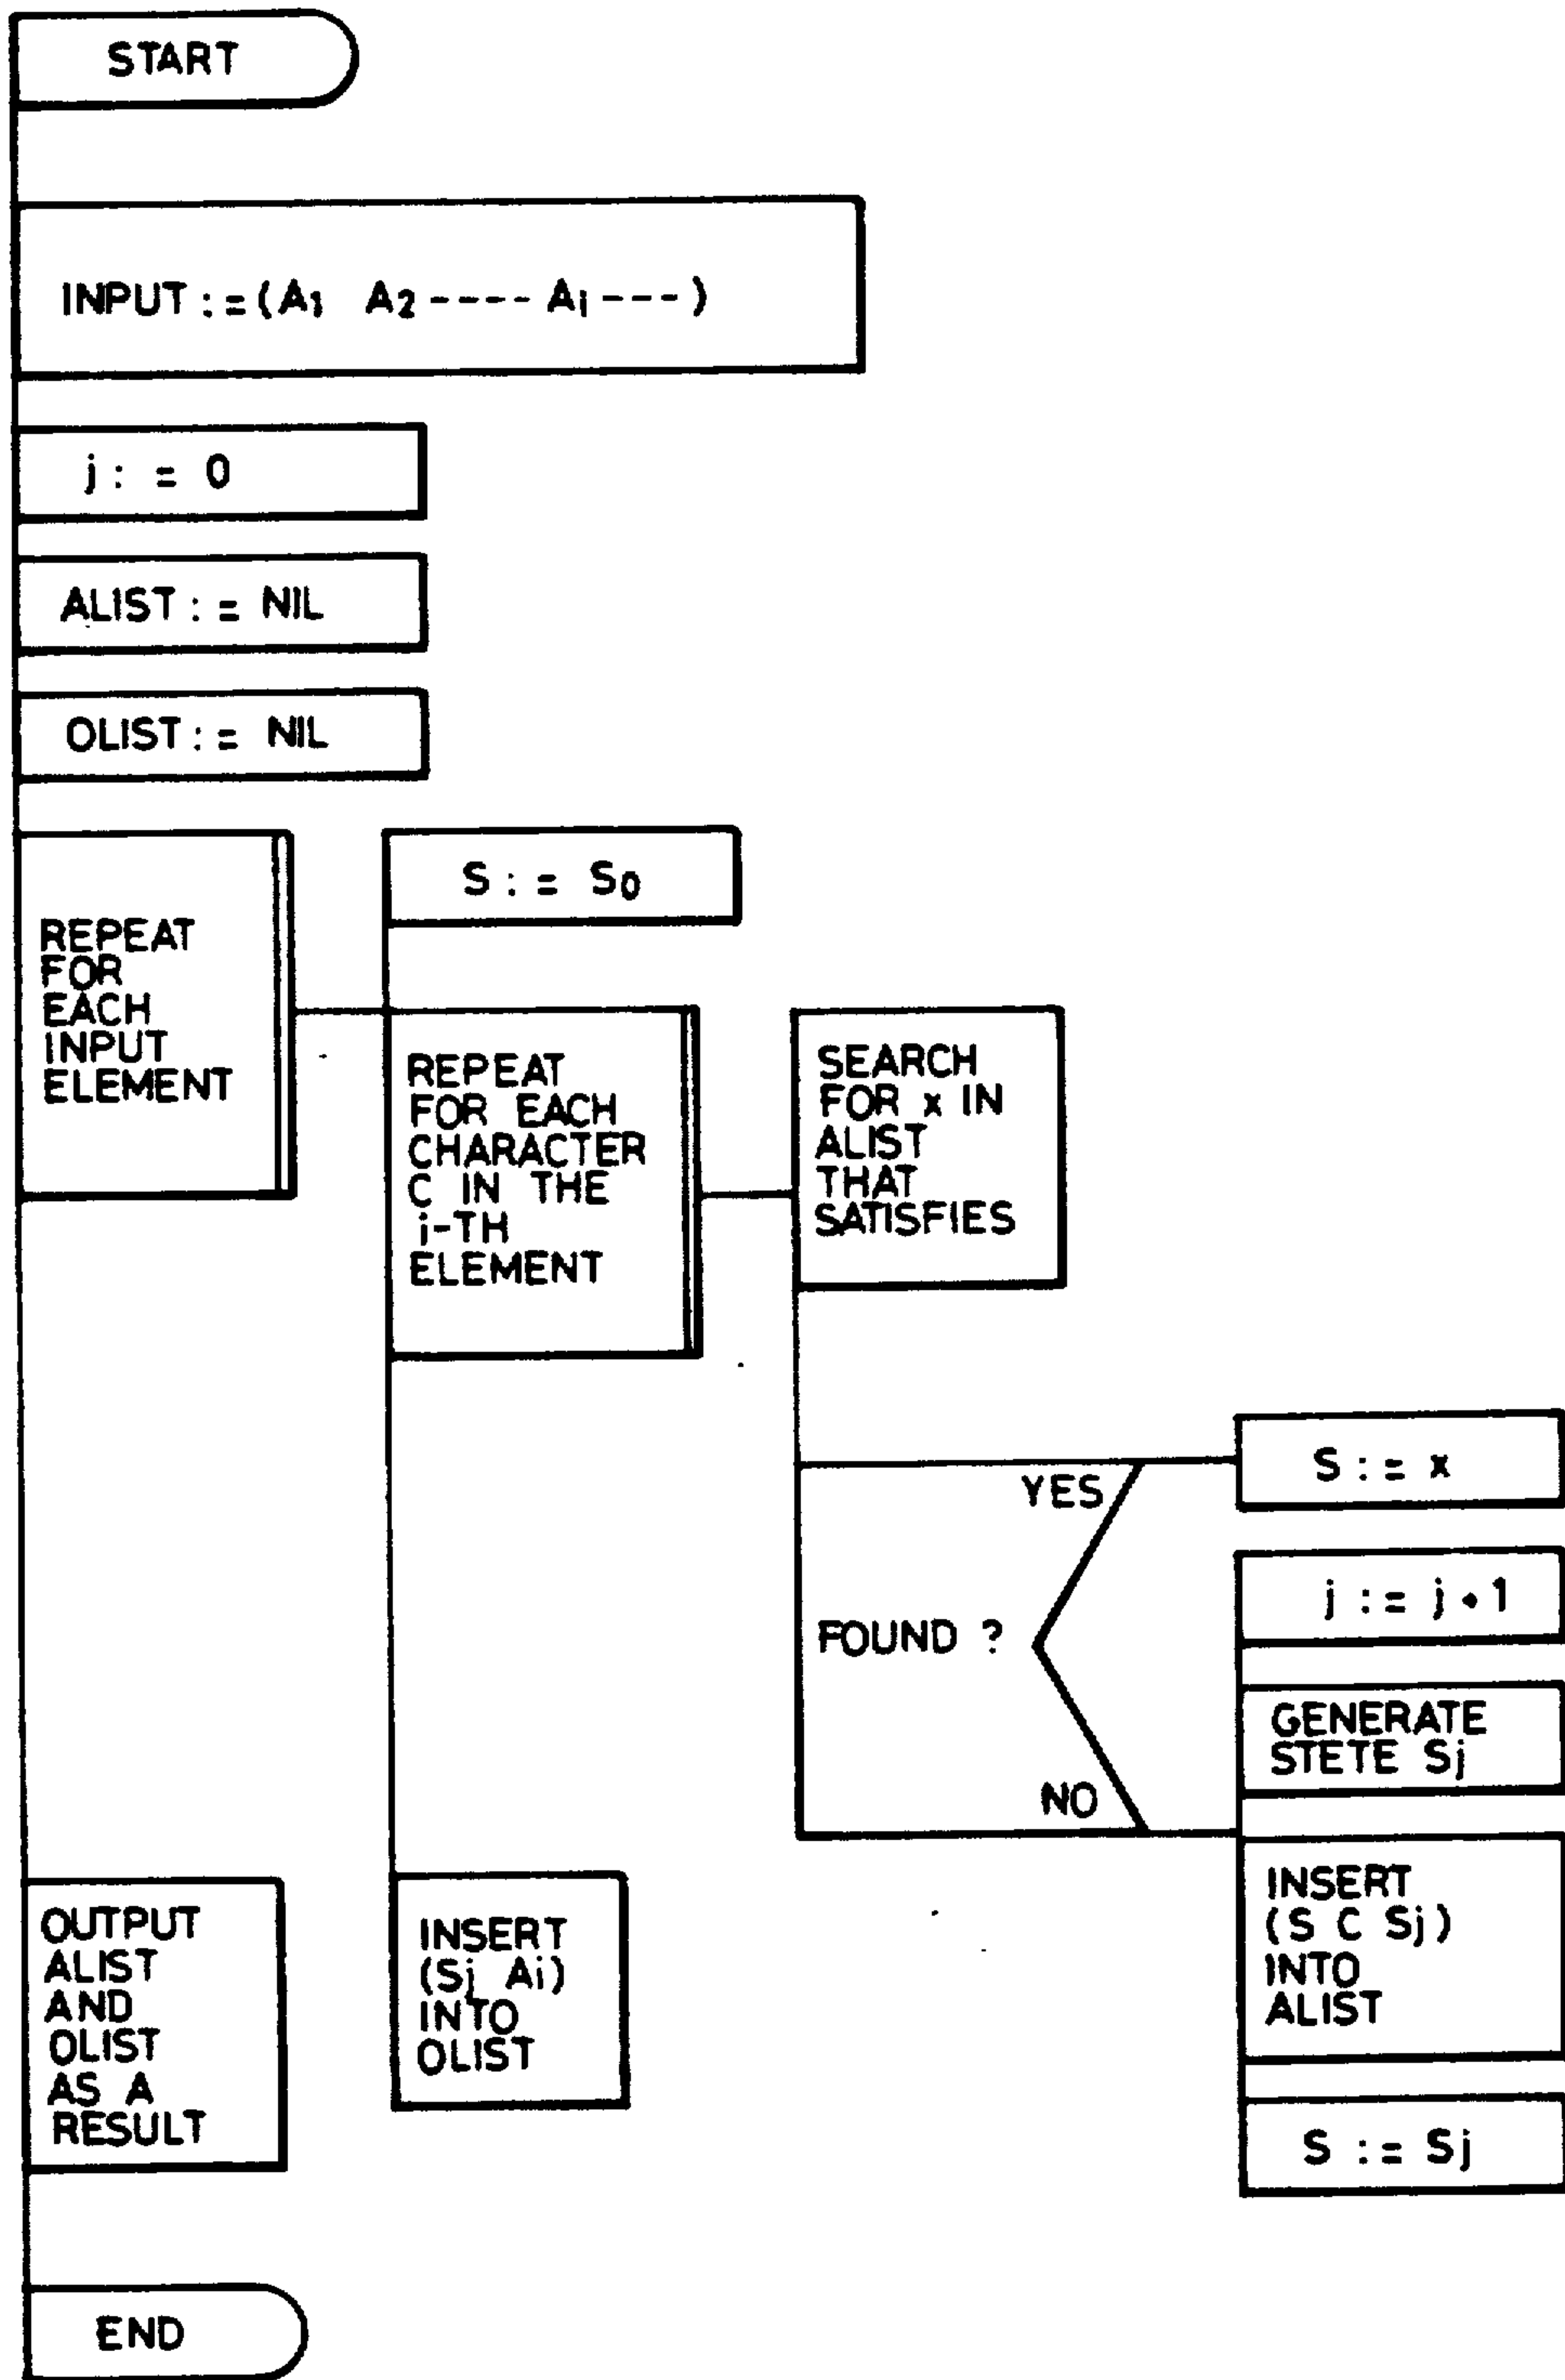 START
INPUT := (A1 A2 ---- Ai --- )
j : = 0
ALIST : = NIL
OLIST : = NIL
REPEAT
FOR
EACH
INPUT
ELEMENT
S : = S0
REPEAT
FOR EACH
CHARACTER
C IN THE
i-TH
ELEMENT
SEARCH
FOR x IN
ALIST
THAT
SATISFIES
FOUND ?
YES
NO
S : = x
j : = j + 1
GENERATE
STETE Sj
INSERT
(S C Sj)
INTO
ALIST
S : = Sj
INSERT
(Sj Ai)
INTO
OLIST
OUTPUT
ALIST
AND
OLIST
AS A
RESULT
END